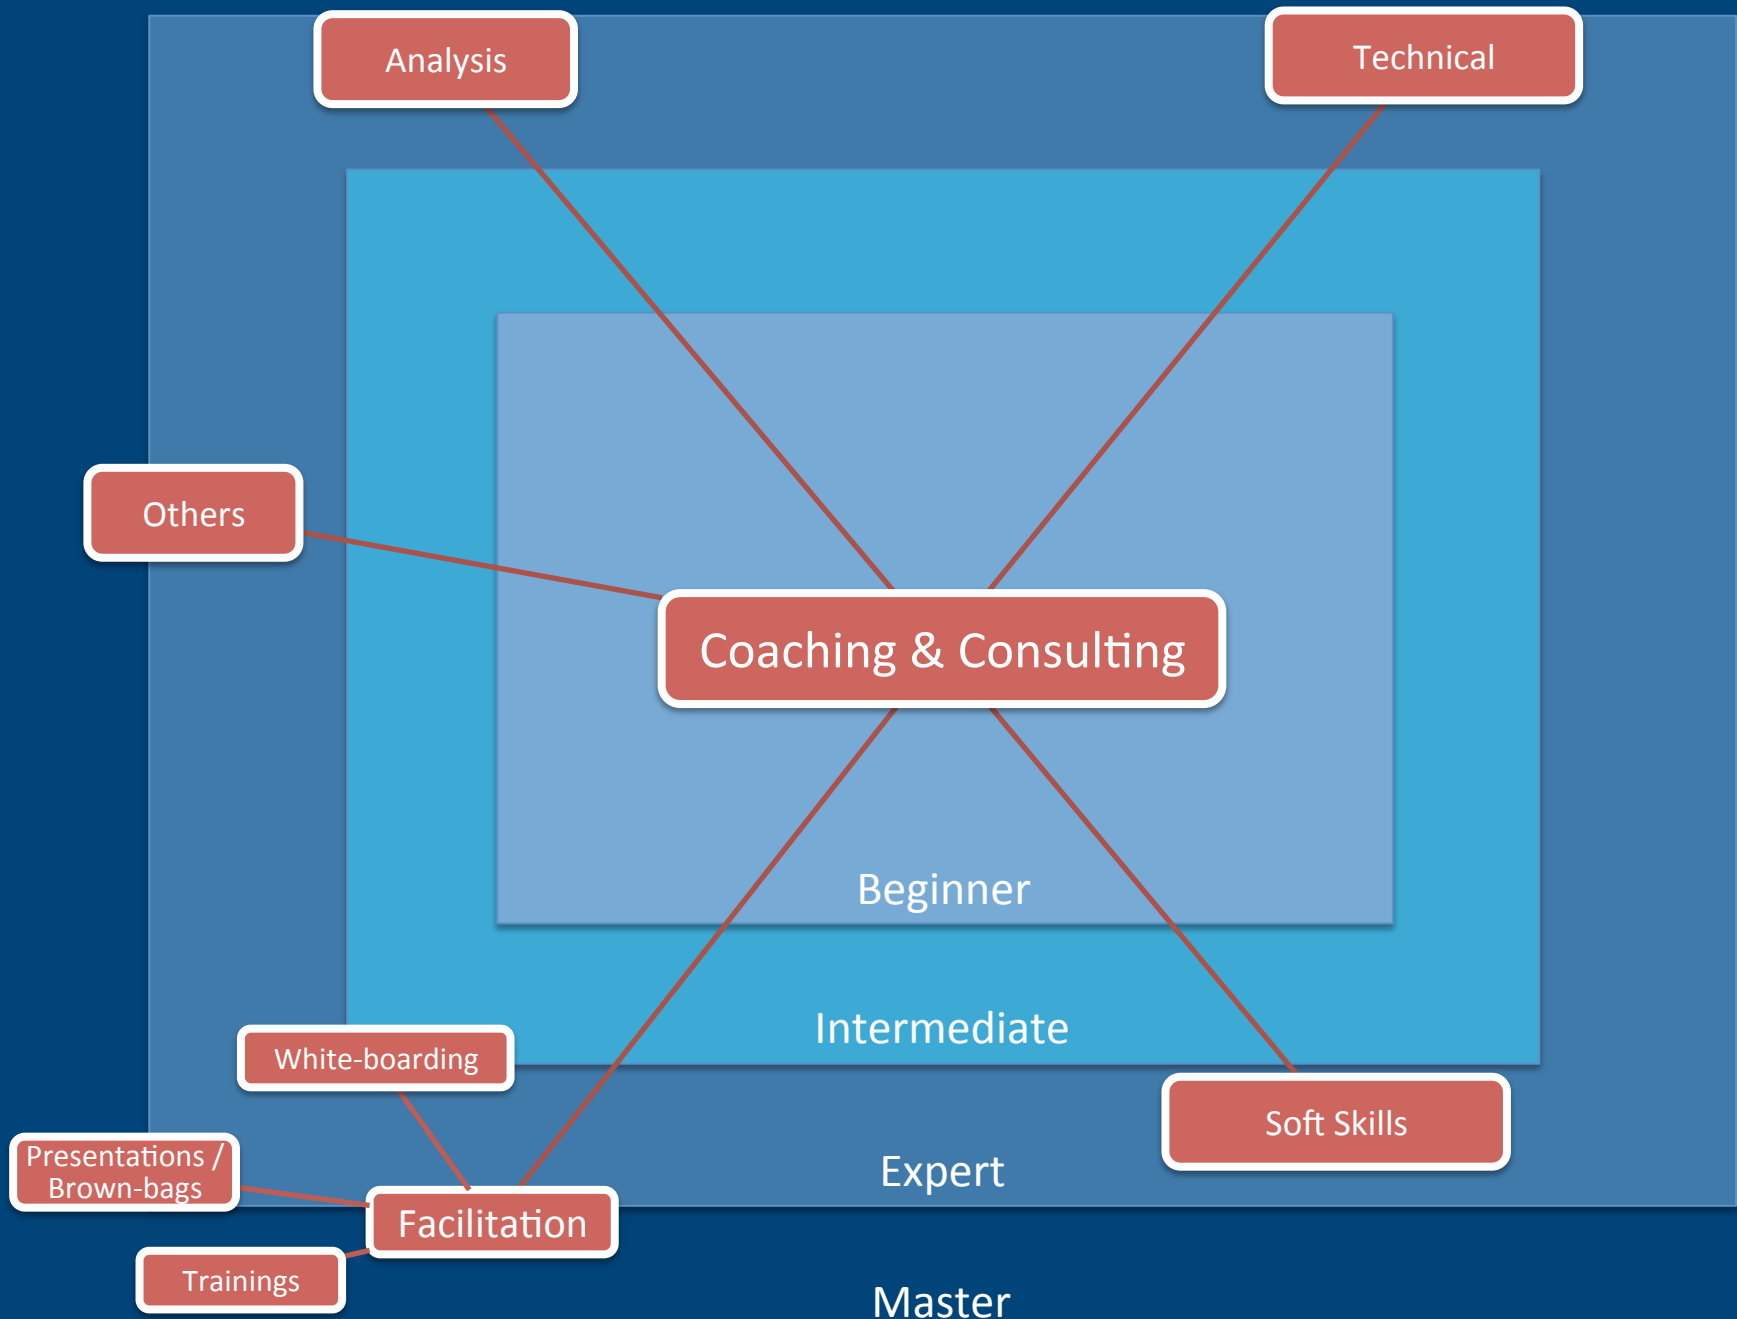 Analysis
Technical
Others
Coaching & Consulting
Beginner
Intermediate
White-boarding
Soft Skills
Presentations /
Brown-bags
Expert
Facilitation
Trainings
Master